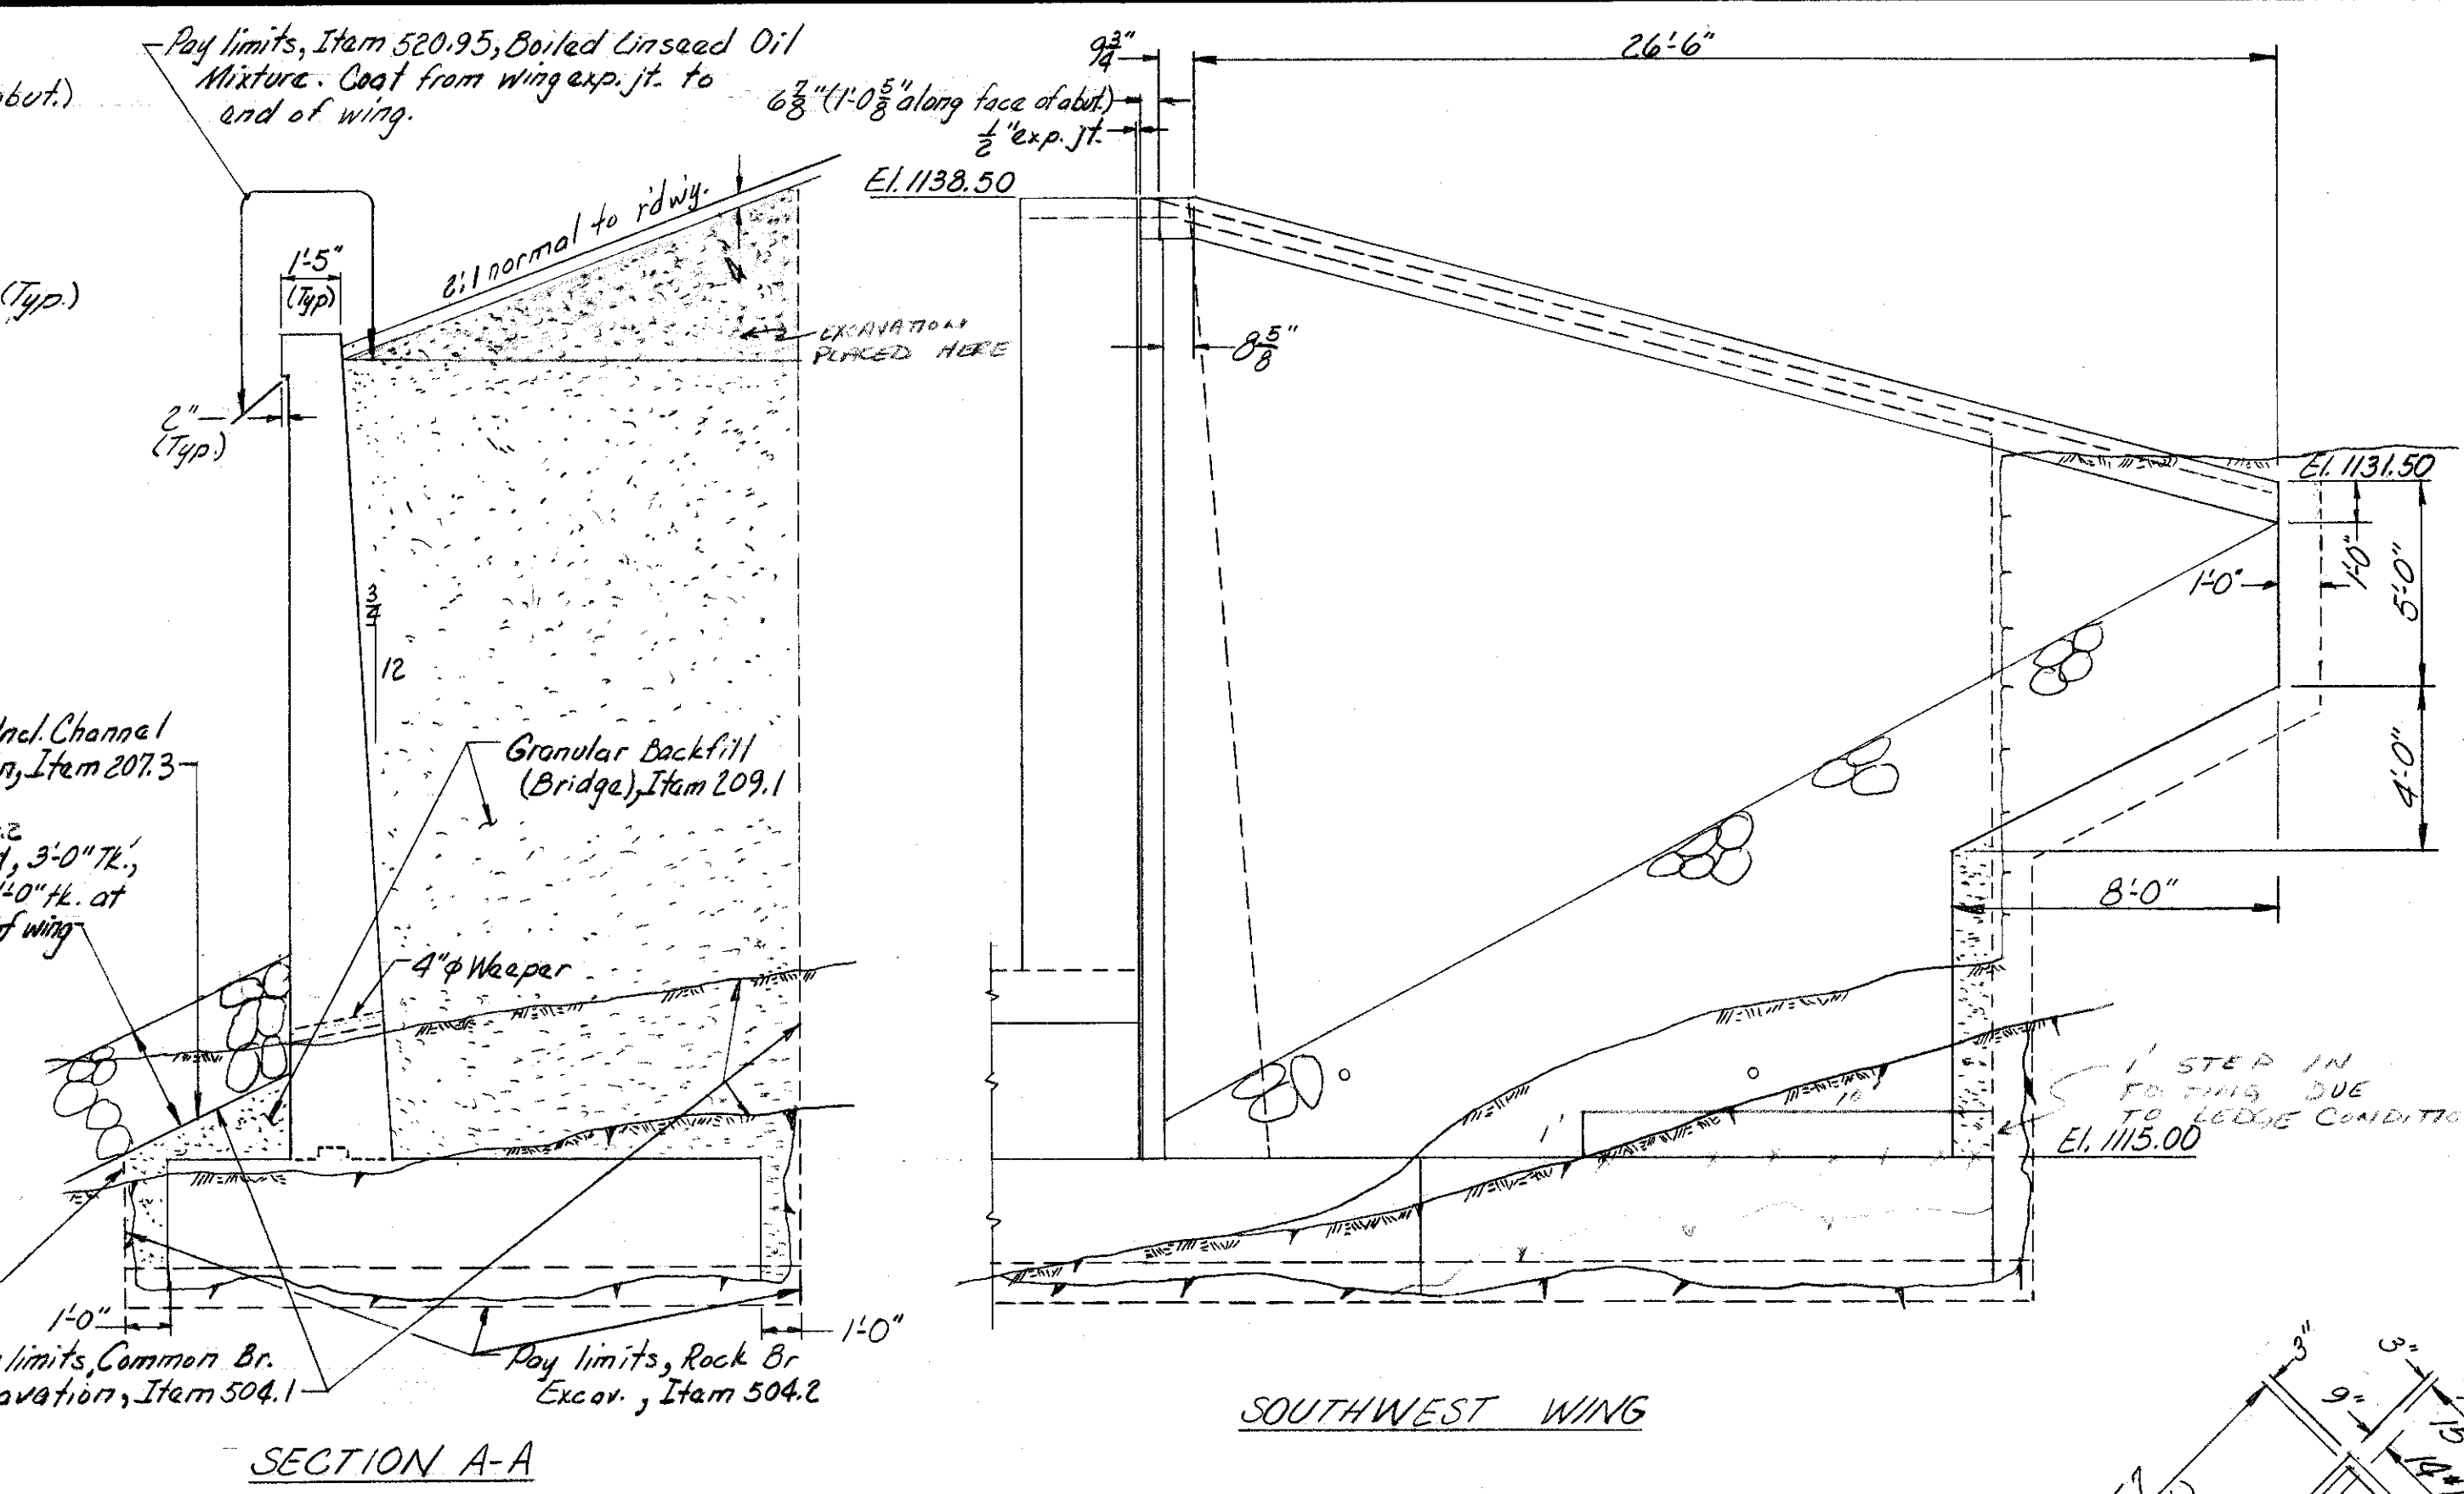 Pay limits, Item 520.95, Boiled Linseed Oil
Mixture. Coat from wing exp. jt. to
end of wing.
abut.)
(Typ.)
1'-5"
(Typ.)
2:1 normal to r'dwy.
EXCAVATION
PLACED HERE
2"
(Typ.)
3/4
12
Incl. Channel
Item 207.3
Granular Backfill
(Bridge), Item 209.1
3'-0" Tk.,
1'-0" tk. at
of wing
4"φ Weeper
1'-0"
1'-0"
limits, Common Br.
Excavation, Item 504.1
Pay limits, Rock Br
Excav., Item 504.2
SECTION A-A
9 3/4"
26'-6"
6 7/8" (1'-0 5/8" along face of abut.)
1/2" exp. jt.
El. 1138.50
8 5/8"
El. 1131.50
1'-0"
1'-0"
5'-0"
4'-0"
8'-0"
1'
1' STEP IN
FOOTING DUE
TO LEDGE CONDITIO
El. 1115.00
SOUTHWEST WING
3"
3"
9"
15
14"